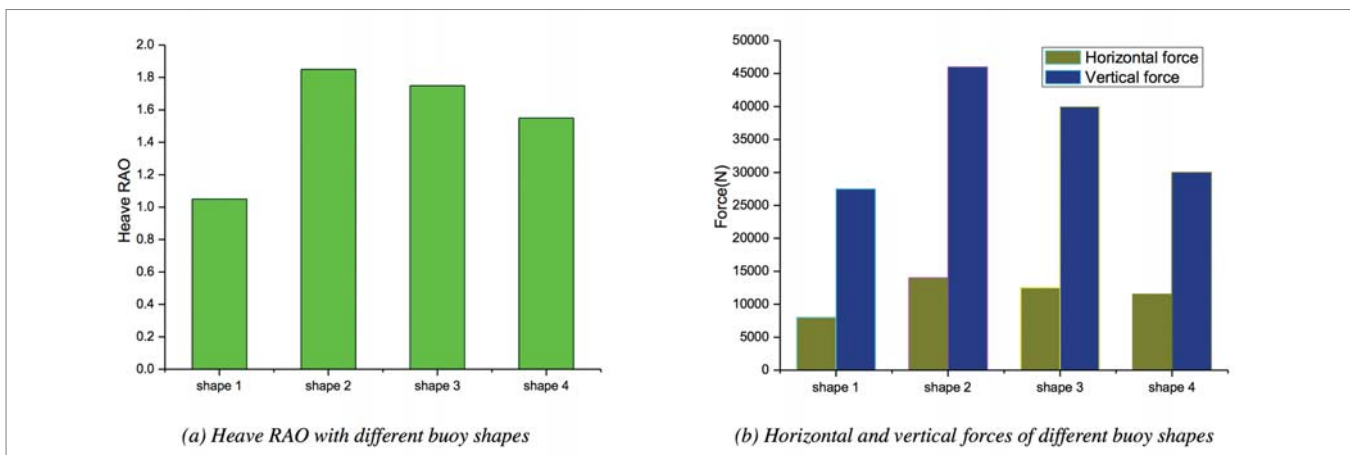 2.0
1.8
1.6
1.4
1.2
1.0
0.8
0.6
0.4
0.2
0.0
Heave RAO
shape 1
shape 2
shape 3
shape 4
(a) Heave RAO with different buoy shapes
50000
45000
40000
35000
30000
25000
20000
15000
10000
5000
0
Force(N)
Horizontal force
Vertical force
shape 1
shape 2
shape 3
shape 4
(b) Horizontal and vertical forces of different buoy shapes